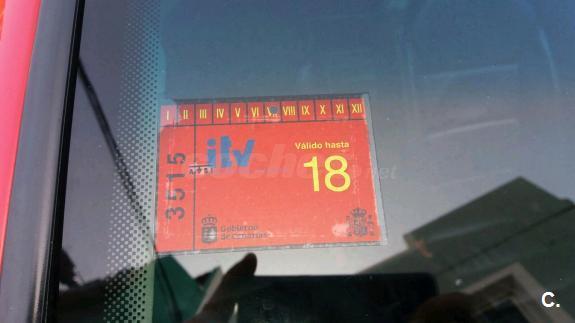 I II III IV V VI VII VIII IX X XI XII
3515
itv
Válido hasta
18
Gobierno
de Canarias
C.